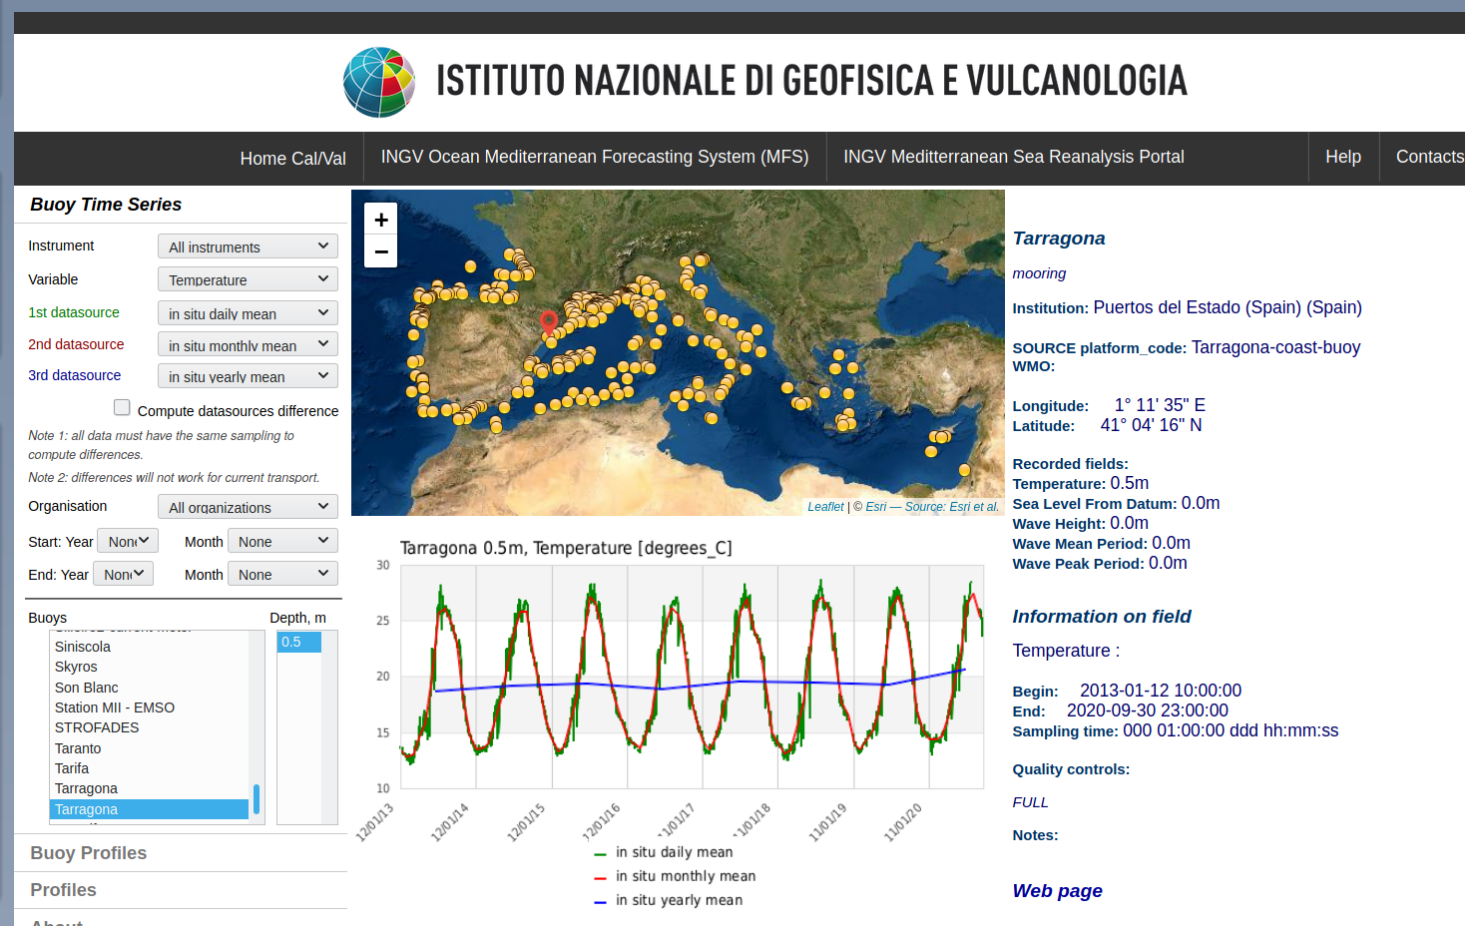 ISTITUTO NAZIONALE DI GEOFISICA E VULCANOLOGIA
Home Cal/Val
INGV Ocean Mediterranean Forecasting System (MFS)
INGV Meditterranean Sea Reanalysis Portal
Help
Contacts
Buoy Time Series
Instrument All instruments
Variable Temperature
1st datasource in situ daily mean
2nd datasource in situ monthly mean
3rd datasource in situ yearly mean
Compute datasources difference
Note 1: all data must have the same sampling to
compute differences.
Note 2: differences will not work for current transport.
Organisation All organizations
Start: Year None Month None
End: Year None Month None
Buoys Depth, m
0.5
Siniscola
Skyros
Son Blanc
Station MII - EMSO
STROFADES
Taranto
Tarifa
Tarragona
Tarragona
Buoy Profiles
Profiles
About
+
−
Leaflet | © Esri — Source: Esri et al.
Tarragona 0.5m, Temperature [degrees_C]
30
25
20
15
10
12/01/13
12/01/14
12/01/15
12/01/16
11/01/17
11/01/18
11/01/19
11/01/20
in situ daily mean
in situ monthly mean
in situ yearly mean
Tarragona
mooring
Institution: Puertos del Estado (Spain) (Spain)
SOURCE platform_code: Tarragona-coast-buoy
WMO:
Longitude: 1° 11' 35" E
Latitude: 41° 04' 16" N
Recorded fields:
Temperature: 0.5m
Sea Level From Datum: 0.0m
Wave Height: 0.0m
Wave Mean Period: 0.0m
Wave Peak Period: 0.0m
Information on field
Temperature :
Begin: 2013-01-12 10:00:00
End: 2020-09-30 23:00:00
Sampling time: 000 01:00:00 ddd hh:mm:ss
Quality controls:
FULL
Notes:
Web page